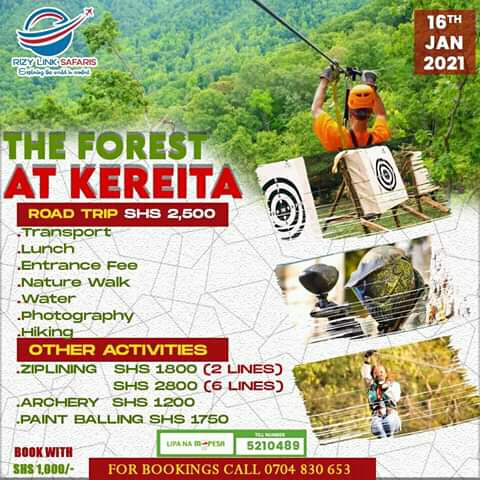 16TH
JAN
2021
RIZY LINK SAFARIS
Exploring the world in control
THE FOREST
AT KEREITA
ROAD TRIP SHS 2,500
.Transport
.Lunch
.Entrance Fee
.Nature Walk
.Water
.Photography
.Hiking
OTHER ACTIVITIES
.ZIPLINING SHS 1800 (2 LINES)
SHS 2800 (6 LINES)
.ARCHERY SHS 1200
.PAINT BALLING SHS 1750
LIPA NA M-PESA
TILL NUMBER
5210489
BOOK WITH
SHS 1,000/-
FOR BOOKINGS CALL 0704 830 653